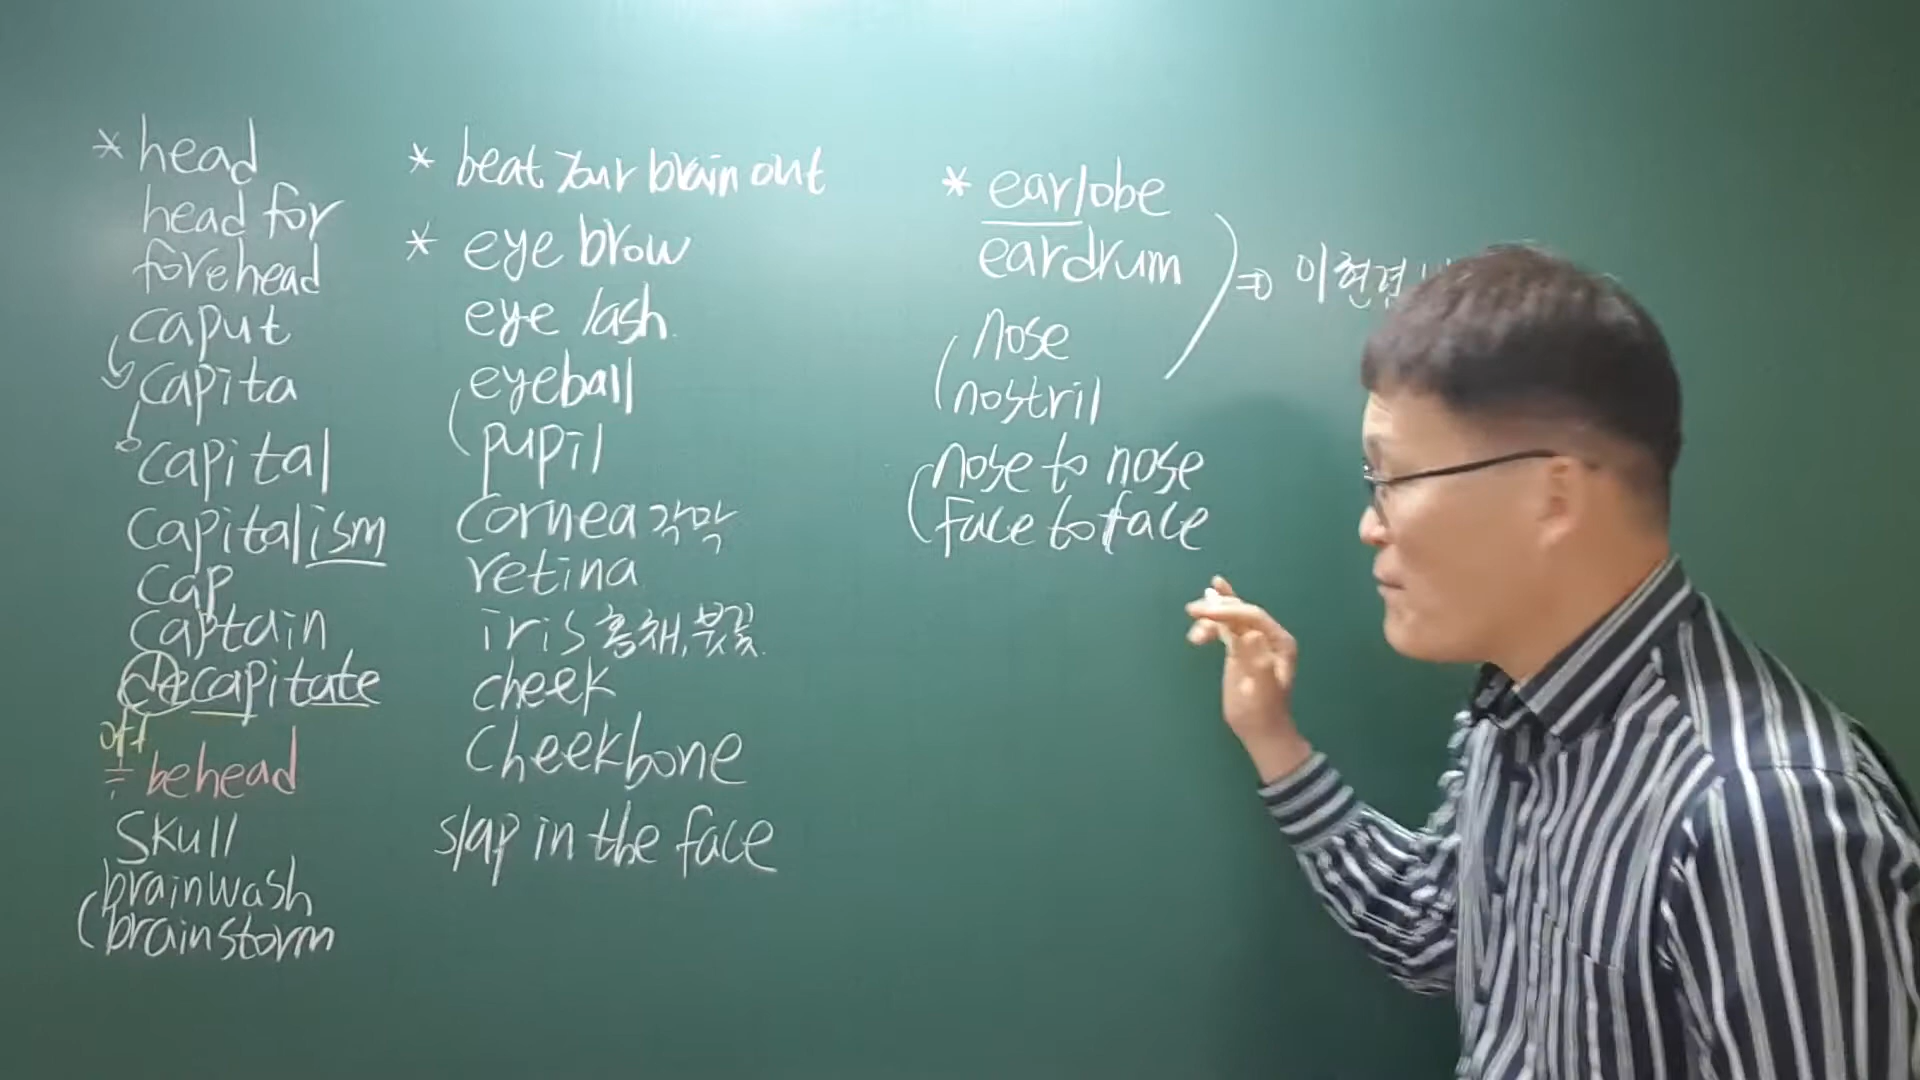 * head
head for
forehead
caput
capita
capital
capitalism
cap
captain
decapitate
off
÷ behead
skull
brainwash
brainstorm
* beat your brain out
* eye brow
eye lash
eyeball
pupil
cornea 각막
retina
iris 홍채, 붓꽃
cheek
cheekbone
slap in the face
* earlobe
eardrum
nose
nostril
nose to nose
face to face